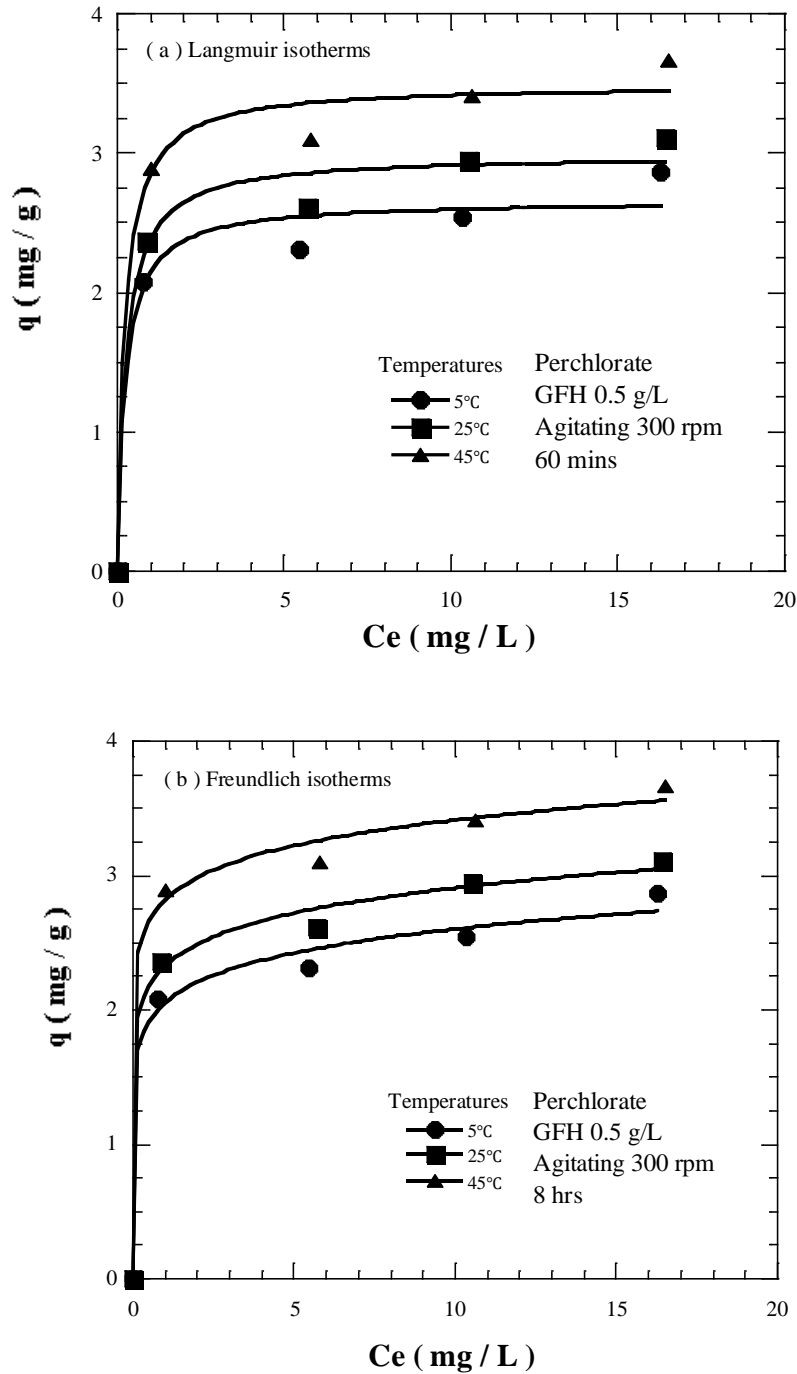 4
( a ) Langmuir isotherms
3
q ( mg / g )
2
Temperatures
5℃
25℃
45℃
Perchlorate
GFH 0.5 g/L
Agitating 300 rpm
60 mins
1
0
0 5 10 15 20
Ce ( mg / L )
4
( b ) Freundlich isotherms
3
q ( mg / g )
2
Temperatures
5℃
25℃
45℃
Perchlorate
GFH 0.5 g/L
Agitating 300 rpm
8 hrs
1
0
0 5 10 15 20
Ce ( mg / L )